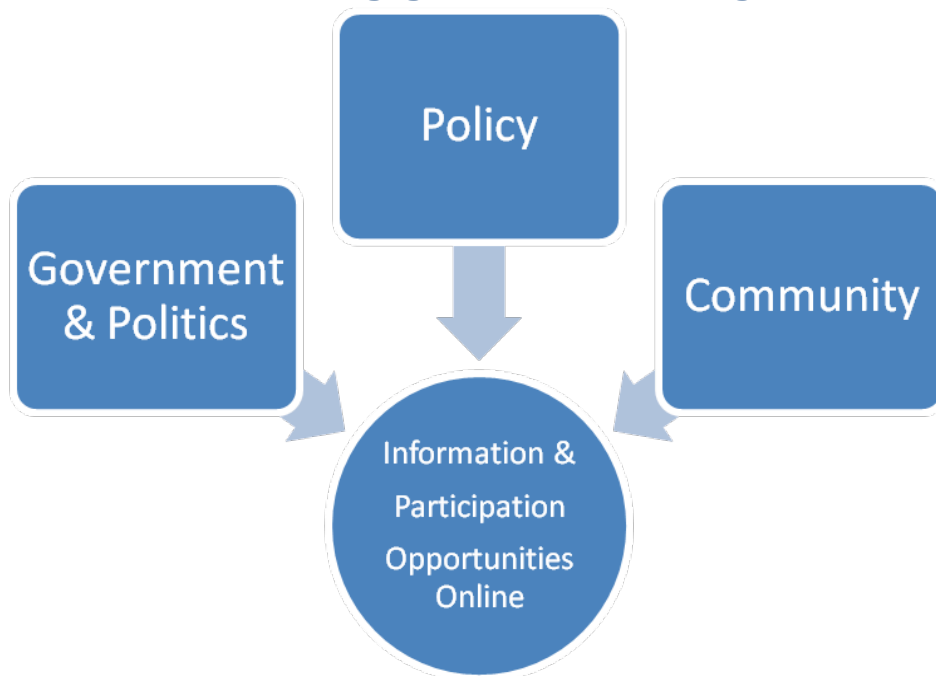 Policy
Government
& Politics
Community
Information &
Participation
Opportunities
Online